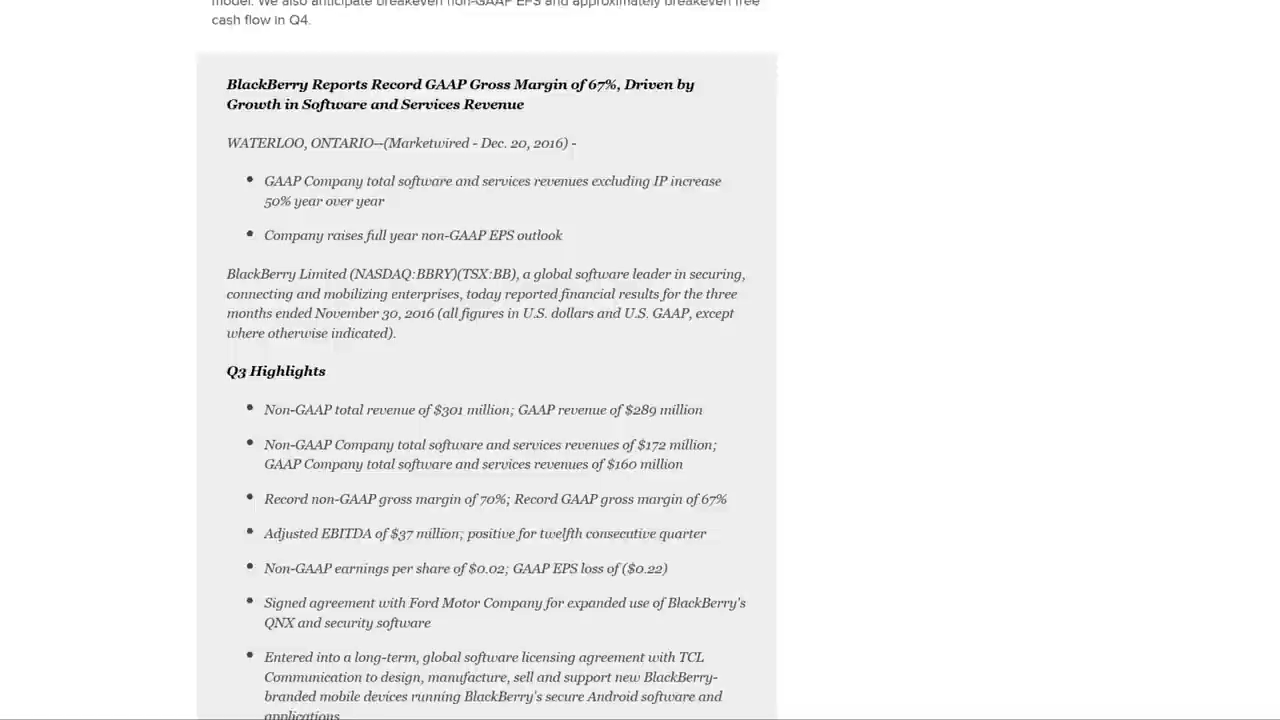 model. We also anticipate breakeven non-GAAP EPS and approximately breakeven free
cash flow in Q4.
BlackBerry Reports Record GAAP Gross Margin of 67%, Driven by
Growth in Software and Services Revenue
WATERLOO, ONTARIO--(Marketwired - Dec. 20, 2016) -
• GAAP Company total software and services revenues excluding IP increase
50% year over year
• Company raises full year non-GAAP EPS outlook
BlackBerry Limited (NASDAQ:BBRY)(TSX:BB), a global software leader in securing,
connecting and mobilizing enterprises, today reported financial results for the three
months ended November 30, 2016 (all figures in U.S. dollars and U.S. GAAP, except
where otherwise indicated).
Q3 Highlights
• Non-GAAP total revenue of $301 million; GAAP revenue of $289 million
• Non-GAAP Company total software and services revenues of $172 million;
GAAP Company total software and services revenues of $160 million
• Record non-GAAP gross margin of 70%; Record GAAP gross margin of 67%
• Adjusted EBITDA of $37 million; positive for twelfth consecutive quarter
• Non-GAAP earnings per share of $0.02; GAAP EPS loss of ($0.22)
• Signed agreement with Ford Motor Company for expanded use of BlackBerry's
QNX and security software
• Entered into a long-term, global software licensing agreement with TCL
Communication to design, manufacture, sell and support new BlackBerry-
branded mobile devices running BlackBerry's secure Android software and
applications